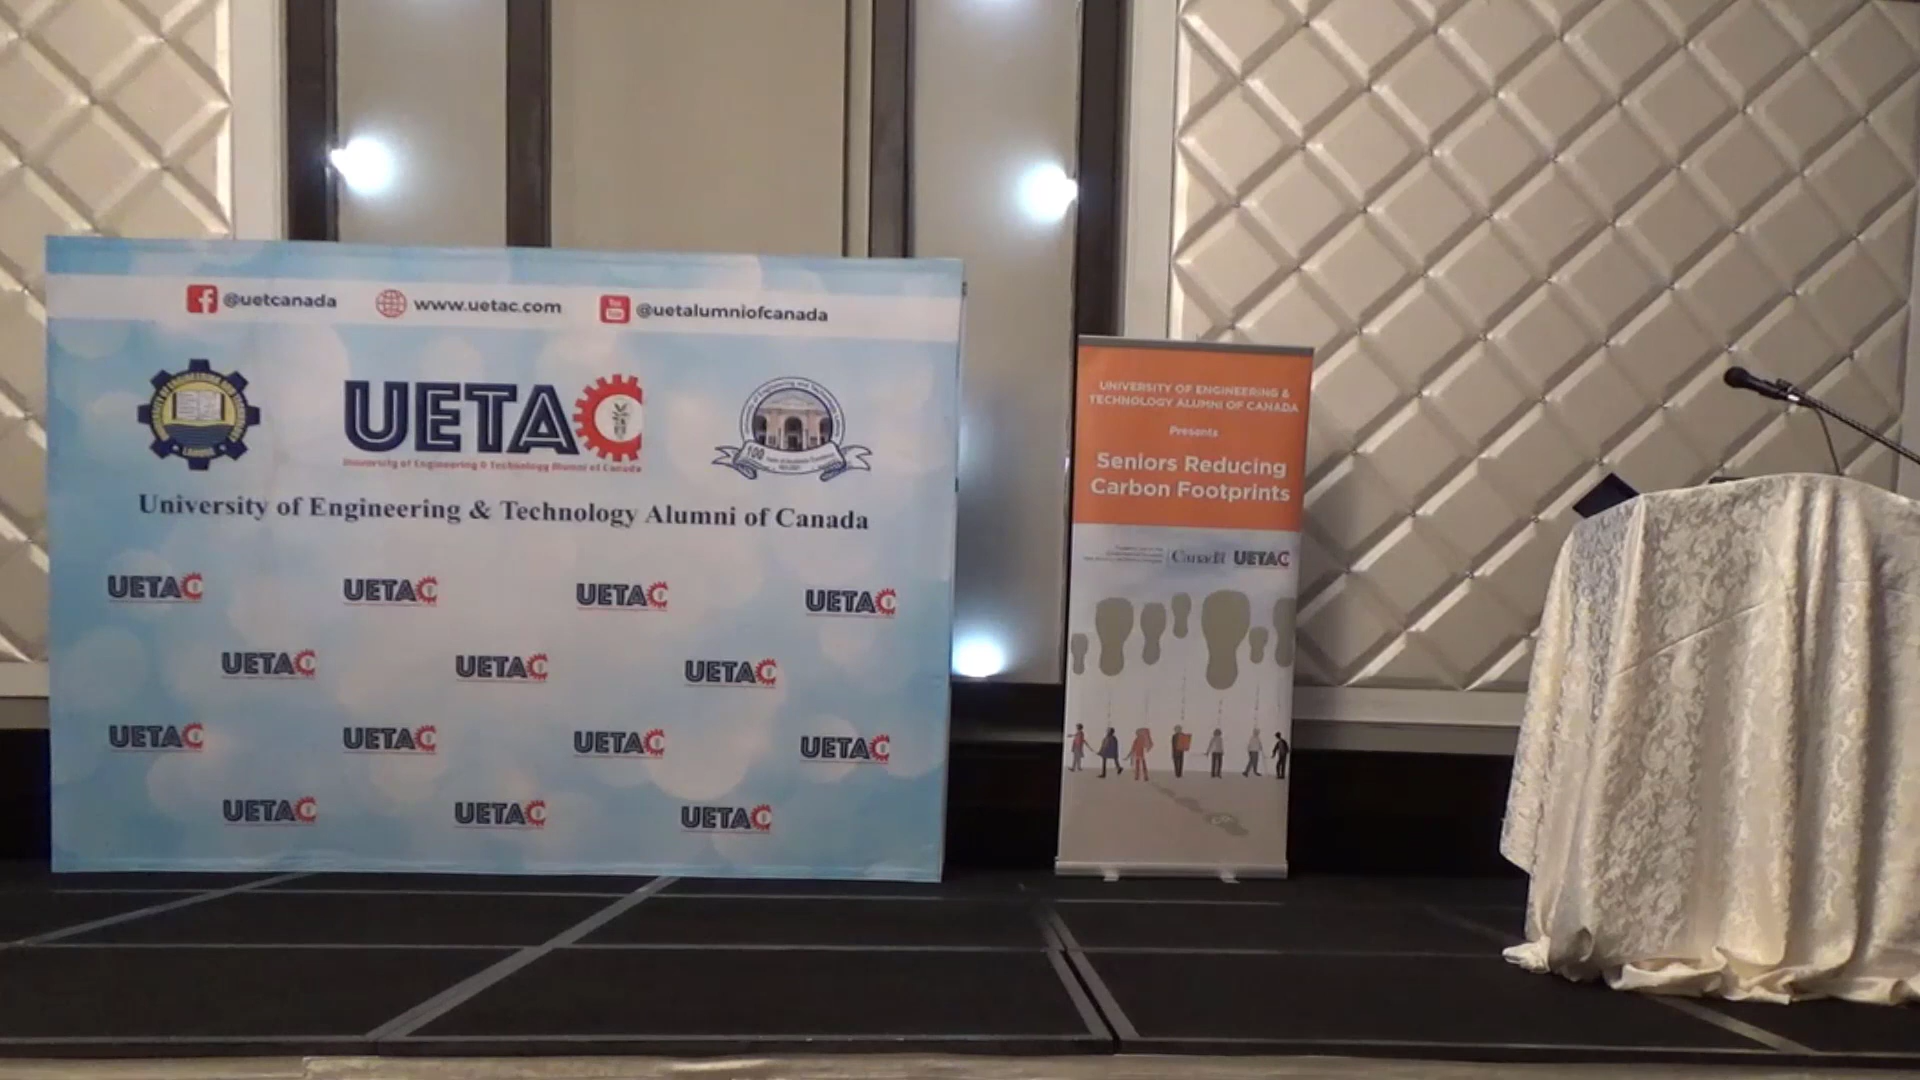 @uetcanada www.uetac.com @uetalumniofcanada
UETAC
University of Engineering & Technology Alumni of Canada
LAHORE
100
University of Engineering & Technology Alumni of Canada
UETAC UETAC UETAC UETAC
UETAC UETAC UETAC
UETAC UETAC UETAC UETAC
UETAC UETAC UETAC
UNIVERSITY OF ENGINEERING &
TECHNOLOGY ALUMNI OF CANADA
Presents
Seniors Reducing
Carbon Footprints
Canada UETAC